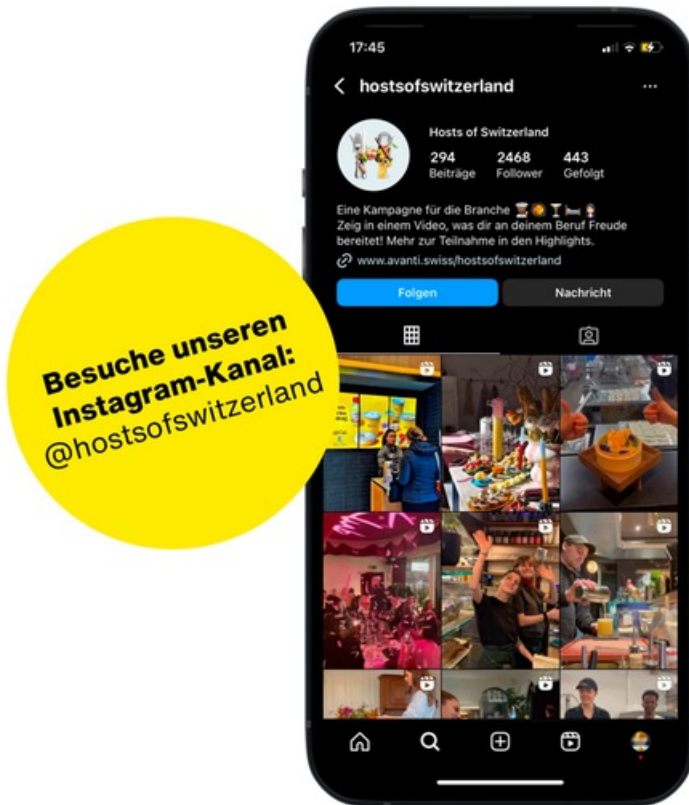 Besuche unseren
Instagram-Kanal:
@hostsofswitzerland
17:45
hostsofswitzerland
Hosts of Switzerland
294 2468 443
Beiträge Follower Gefolgt
Eine Kampagne für die Branche
Zeig in einem Video, was dir an deinem Beruf Freude
bereitet! Mehr zur Teilnahme in den Highlights.
www.avanti.swiss/hostsofswitzerland
Folgen Nachricht